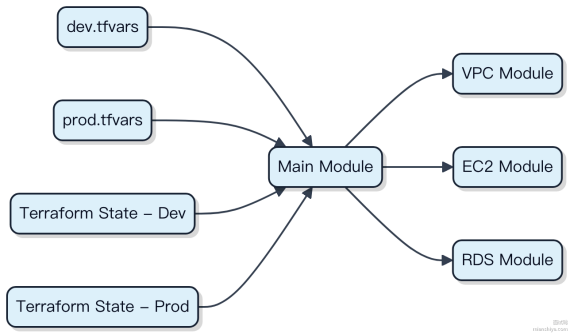 dev.tfvars
prod.tfvars
Terraform State – Dev
Terraform State – Prod
Main Module
VPC Module
EC2 Module
RDS Module